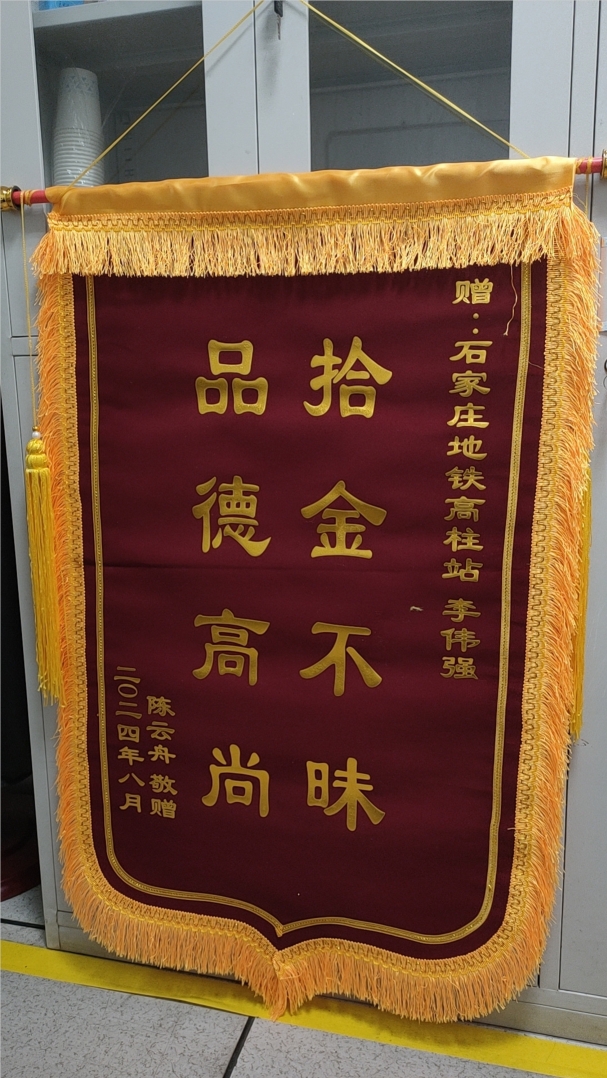 赠：石家庄地铁高柱站 李伟强
拾金不昧
品德高尚
陈云舟敬赠
二〇二四年八月